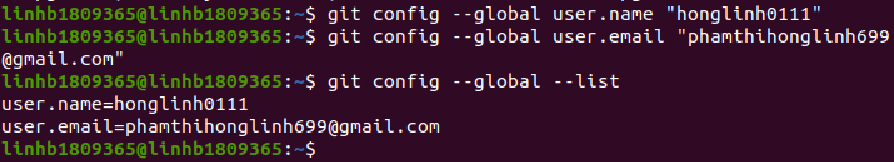 linhb1809365@linhb1809365:~$ git config --global user.name "honglinh0111"
linhb1809365@linhb1809365:~$ git config --global user.email "phamthihonglinh699
@gmail.com"
linhb1809365@linhb1809365:~$ git config --global --list
user.name=honglinh0111
user.email=phamthihonglinh699@gmail.com
linhb1809365@linhb1809365:~$